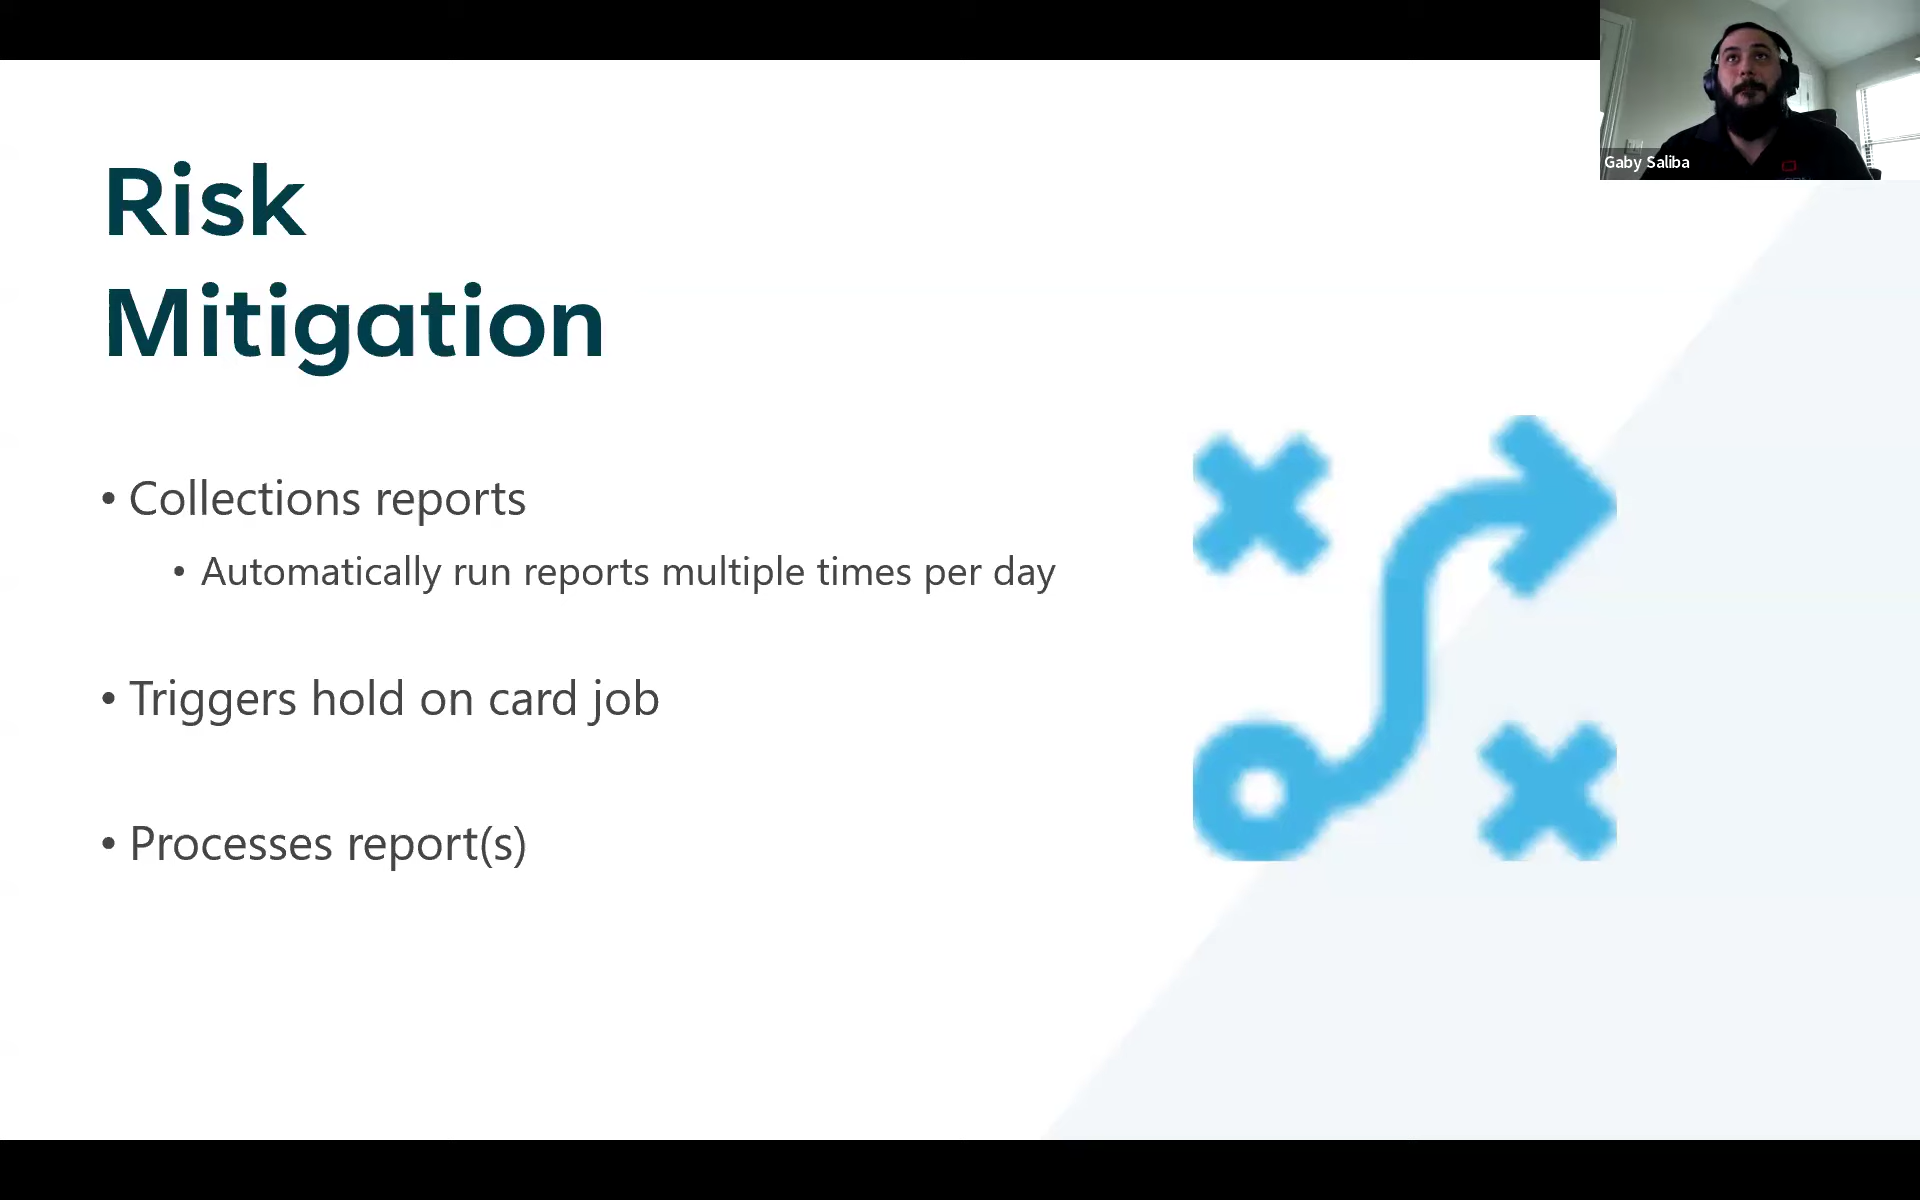 Gaby Saliba
Risk
Mitigation
• Collections reports
• Automatically run reports multiple times per day
• Triggers hold on card job
• Processes report(s)